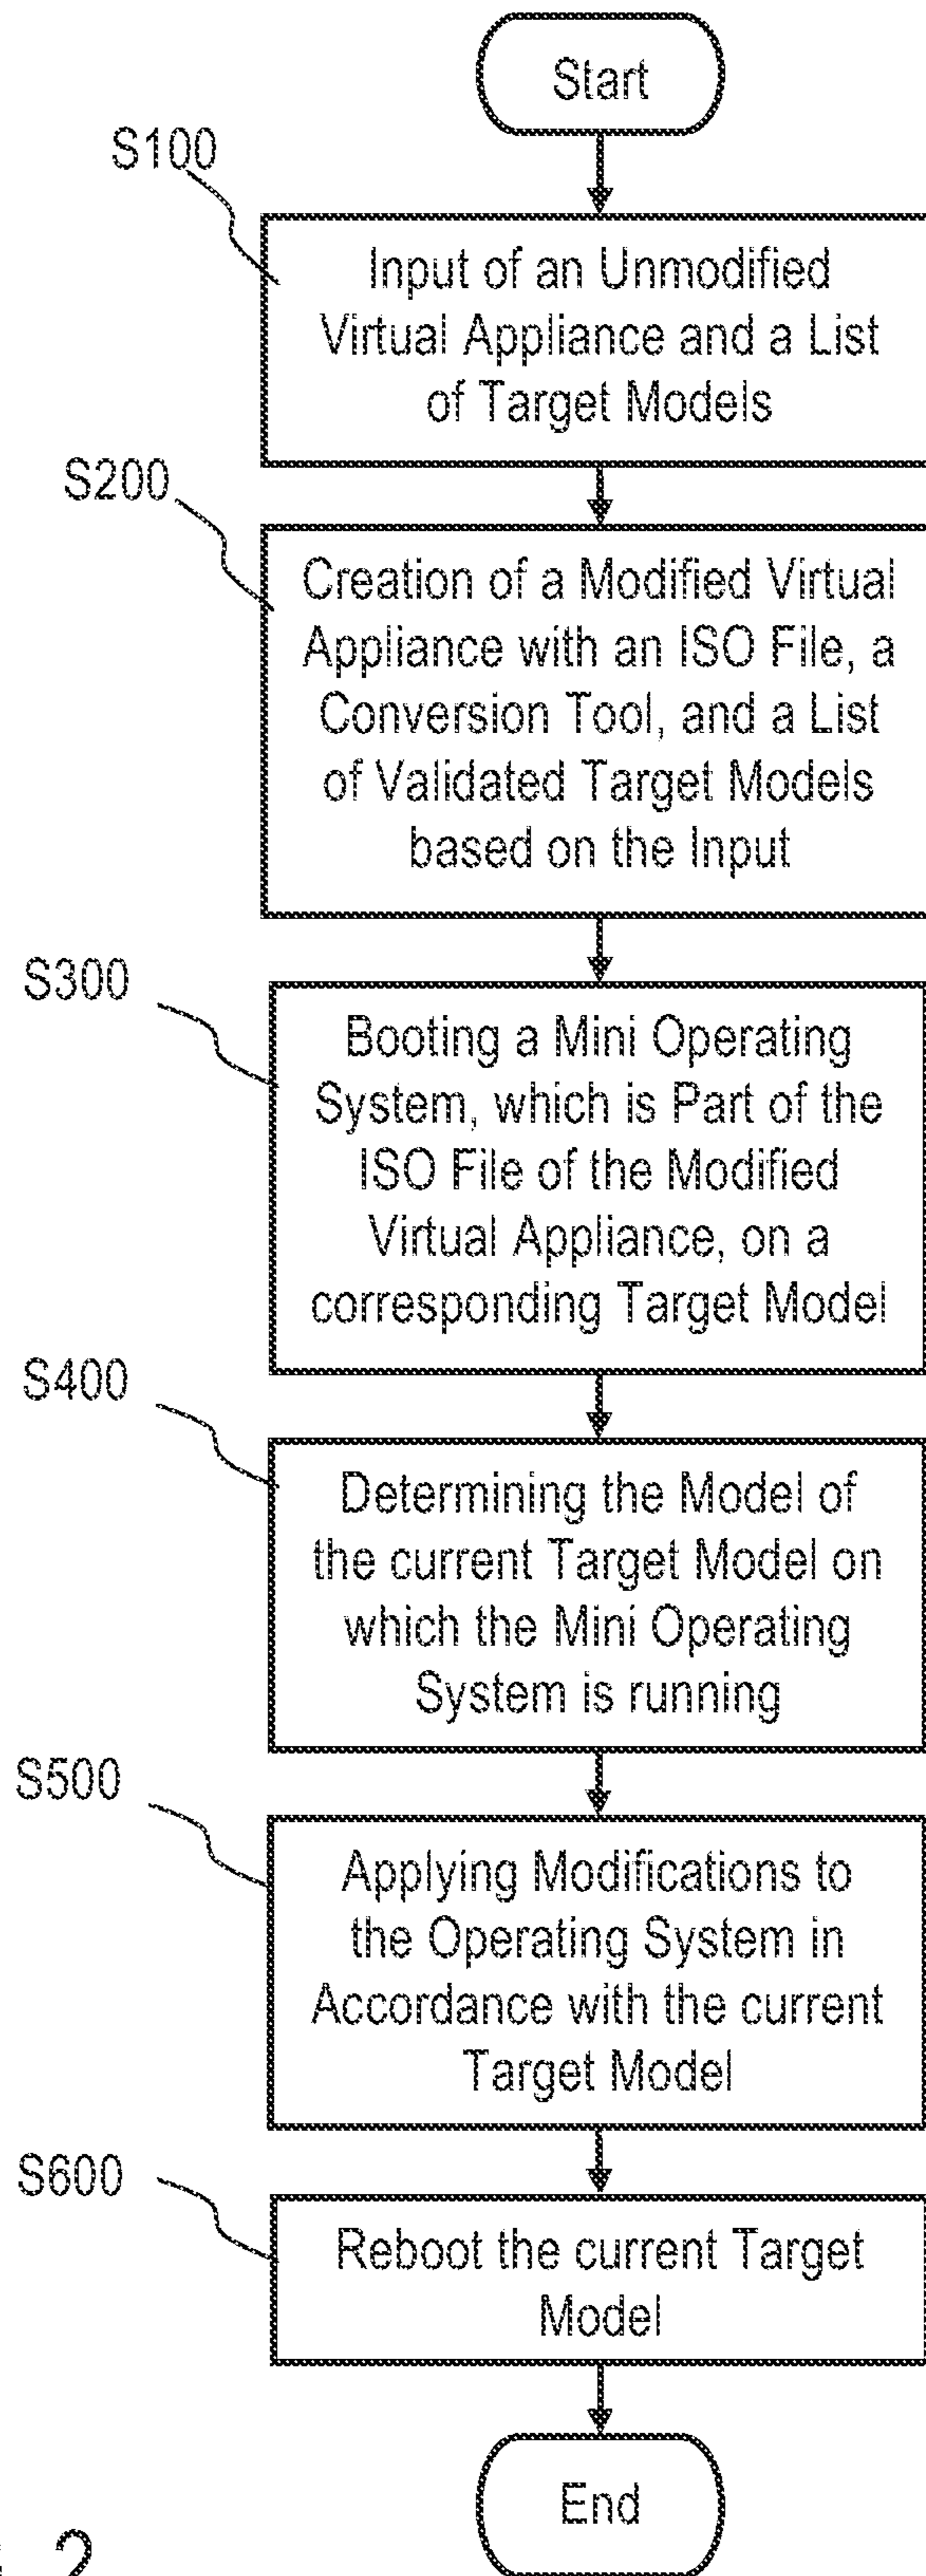 Start
S100
Input of an Unmodified
Virtual Appliance and a List
of Target Models
S200
Creation of a Modified Virtual
Appliance with an ISO File, a
Conversion Tool, and a List
of Validated Target Models
based on the Input
S300
Booting a Mini Operating
System, which is Part of the
ISO File of the Modified
Virtual Appliance, on a
corresponding Target Model
S400
Determining the Model of
the current Target Model on
which the Mini Operating
System is running
S500
Applying Modifications to
the Operating System in
Accordance with the current
Target Model
S600
Reboot the current Target
Model
End
2